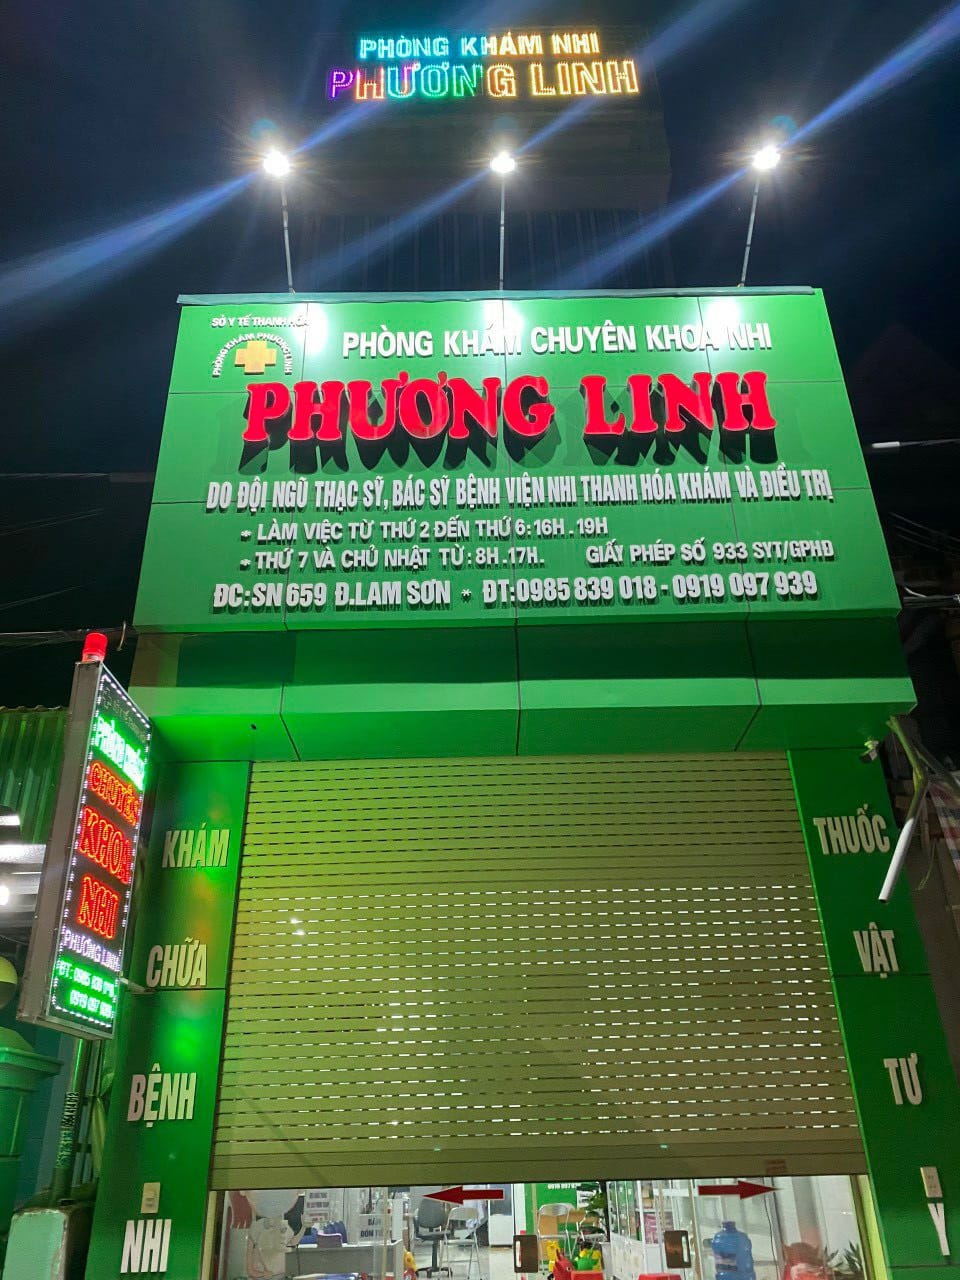 PHÒNG KHÁM NHI
PHƯƠNG LINH
SỞ Y TẾ THANH HÓA
PHÒNG KHÁM PHƯƠNG LINH
PHÒNG KHÁM CHUYÊN KHOA NHI
PHƯƠNG LINH
DO ĐỘI NGŨ THẠC SỸ, BÁC SỸ BỆNH VIỆN NHI THANH HÓA KHÁM VÀ ĐIỀU TRỊ
* LÀM VIỆC TỪ THỨ 2 ĐẾN THỨ 6: 16H . 19H
* THỨ 7 VÀ CHỦ NHẬT TỪ : 8H . 17H. GIẤY PHÉP SỐ 933 SYT/GPHĐ
ĐC: SN 659 Đ.LAM SƠN * ĐT: 0985 839 018 - 0919 097 939
CHUYÊN
KHOA
NHI
PHƯƠNG LINH
KHÁM
CHỮA
BỆNH
NHI
THUỐC
VẬT
TƯ
Y